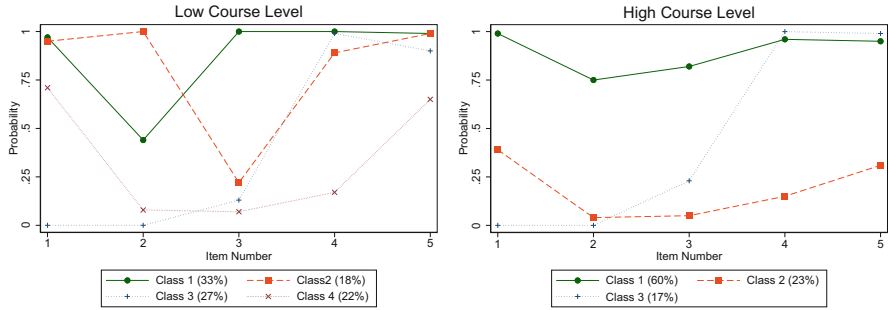 Low Course Level
1
.75
.5
.25
0
Probability
1 2 3 4 5
Item Number
Class 1 (33%) Class2 (18%)
Class 3 (27%) Class 4 (22%)
High Course Level
1
.75
.5
.25
0
Probability
1 2 3 4 5
Item Number
Class 1 (60%) Class 2 (23%)
Class 3 (17%)